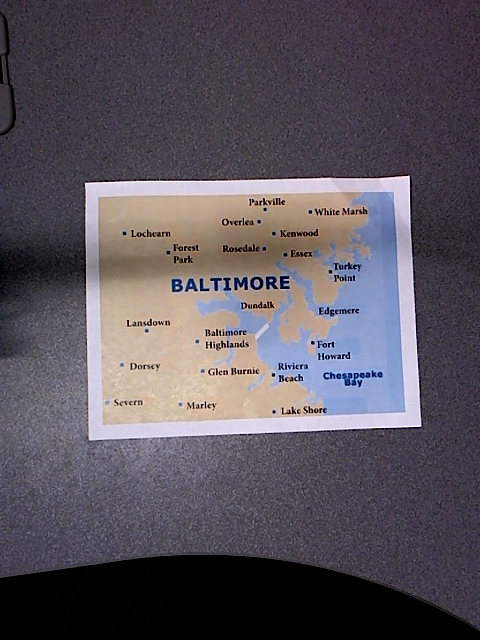 Parkville
White Marsh
Overlea
Lochearn
Kenwood
Forest
Park
Rosedale
Essex
Turkey
Point
BALTIMORE
Dundalk
Edgemere
Lansdown
Baltimore
Highlands
Fort
Howard
Dorsey
Glen Burnie
Riviera
Beach
Chesapeake
Bay
Severn
Marley
Lake Shore